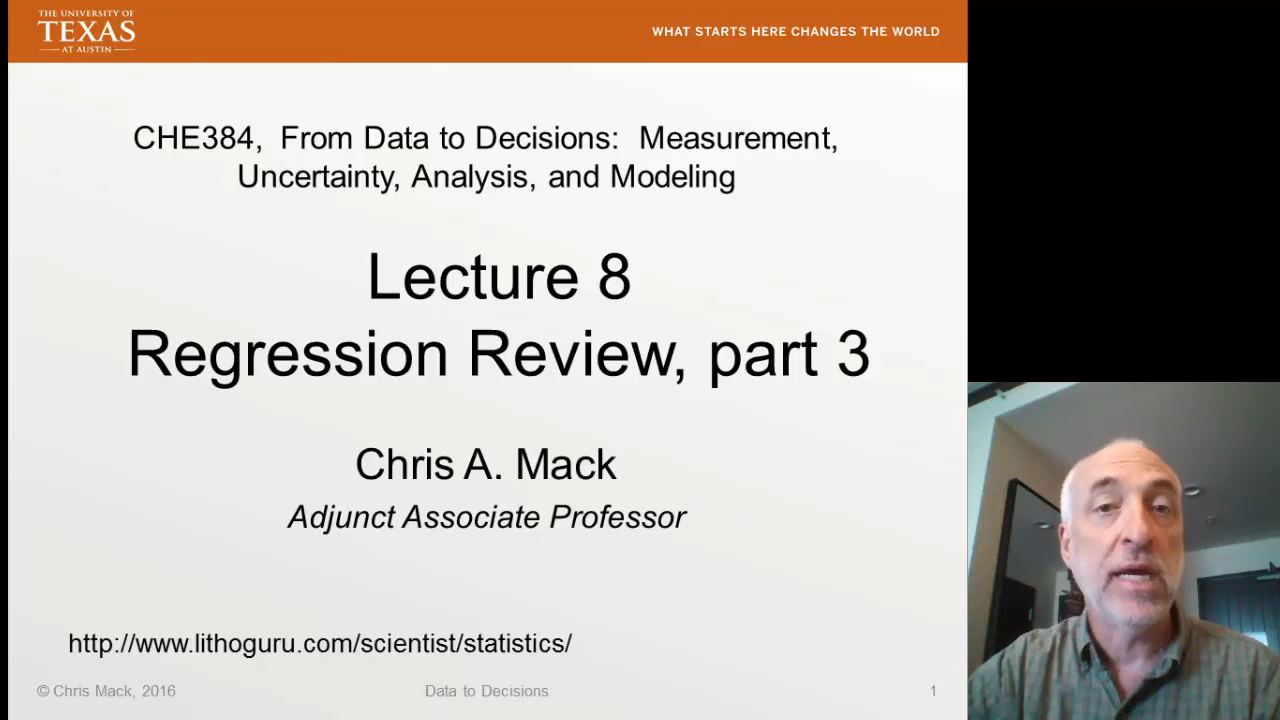 THE UNIVERSITY OF
TEXAS
AT AUSTIN
WHAT STARTS HERE CHANGES THE WORLD
CHE384, From Data to Decisions: Measurement,
Uncertainty, Analysis, and Modeling
Lecture 8
Regression Review, part 3
Chris A. Mack
Adjunct Associate Professor
http://www.lithoguru.com/scientist/statistics/
© Chris Mack, 2016
Data to Decisions
1